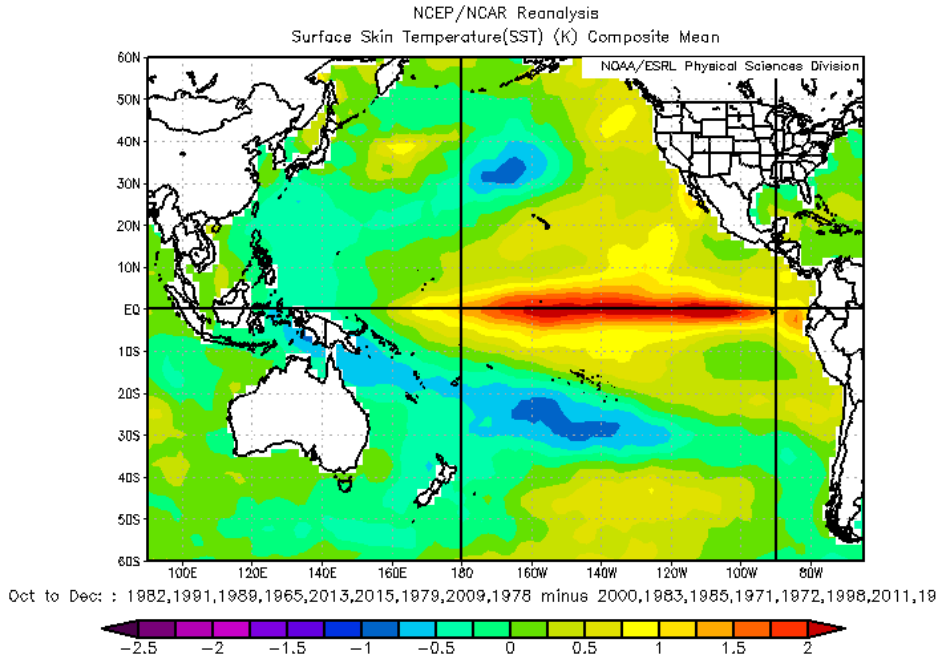 NCEP/NCAR Reanalysis
Surface Skin Temperature(SST) (K) Composite Mean
NOAA/ESRL Physical Sciences Division
60N
50N
40N
30N
20N
10N
EQ
10S
20S
30S
40S
50S
60S
100E 120E 140E 160E 180 160W 140W 120W 100W 80W
Oct to Dec: : 1982,1991,1989,1965,2013,2015,1979,2009,1978 minus 2000,1983,1985,1971,1972,1998,2011,19
-2.5 -2 -1.5 -1 -0.5 0 0.5 1 1.5 2